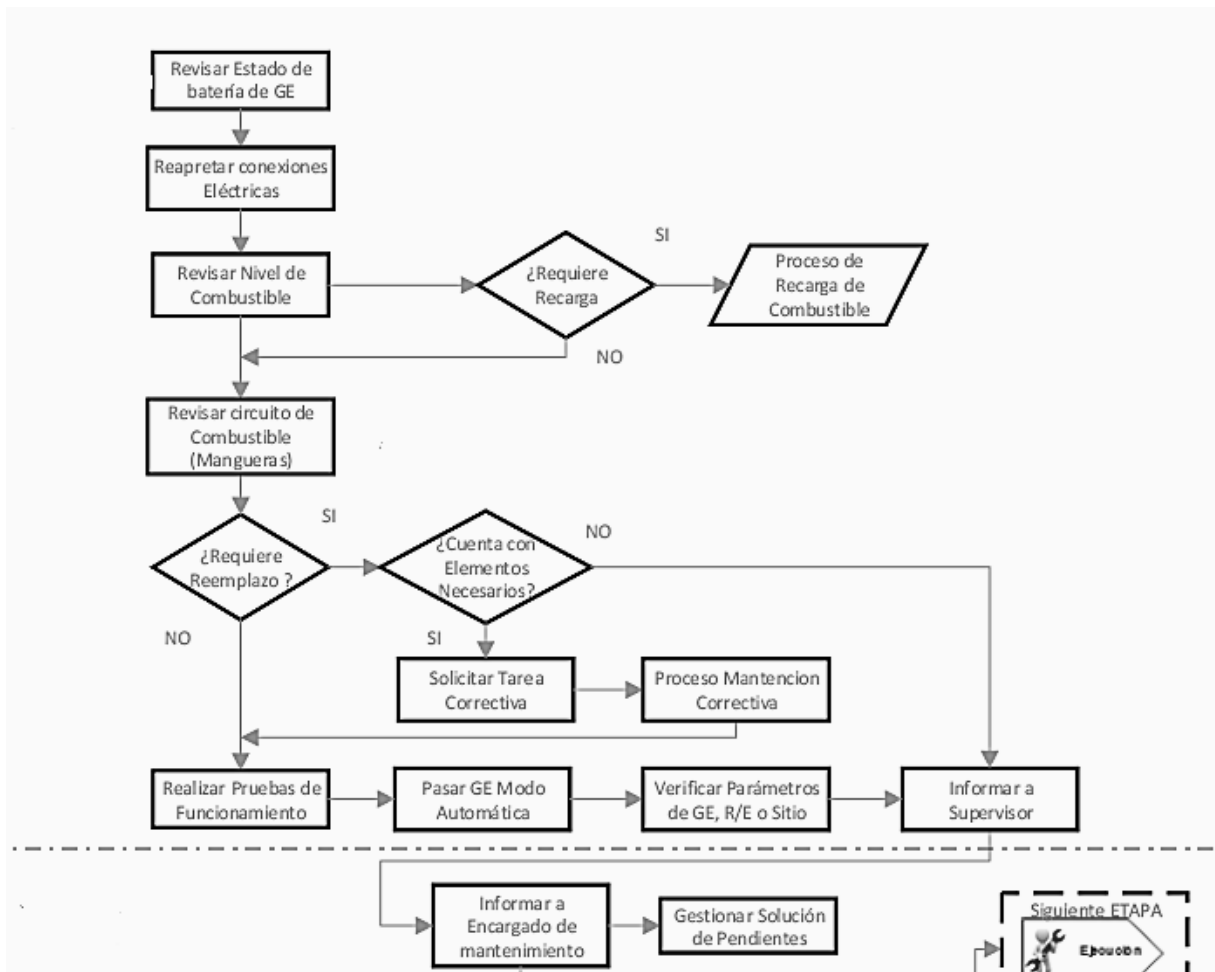 Revisar Estado de
batería de GE
Reapretar conexiones
Eléctricas
Revisar Nivel de
Combustible
¿Requiere
Recarga
SI
Proceso de
Recarga de
Combustible
NO
Revisar circuito de
Combustible
(Mangueras)
¿Requiere
Reemplazo ?
SI
¿Cuenta con
Elementos
Necesarios?
NO
NO
SI
Solicitar Tarea
Correctiva
Proceso Mantencion
Correctiva
Realizar Pruebas de
Funcionamiento
Pasar GE Modo
Automática
Verificar Parámetros
de GE, R/E o Sitio
Informar a
Supervisor
Informar a
Encargado de
mantenimiento
Gestionar Solución
de Pendientes
Siguiente ETAPA
Ejecución